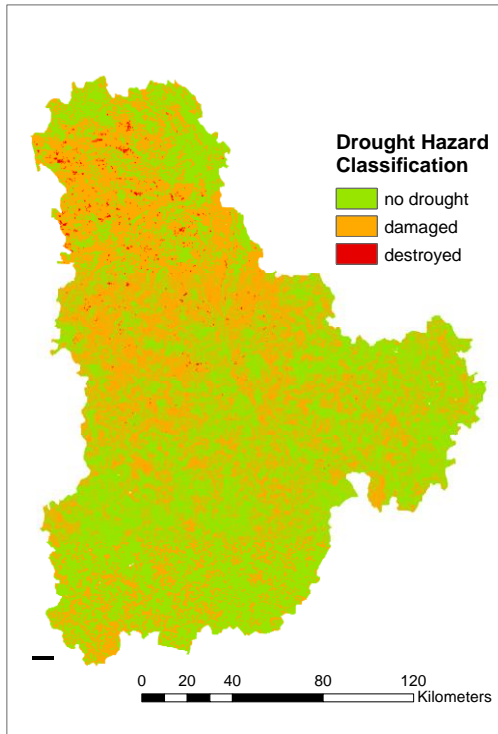 Drought Hazard
Classification
no drought
damaged
destroyed
0 20 40 80 120
Kilometers